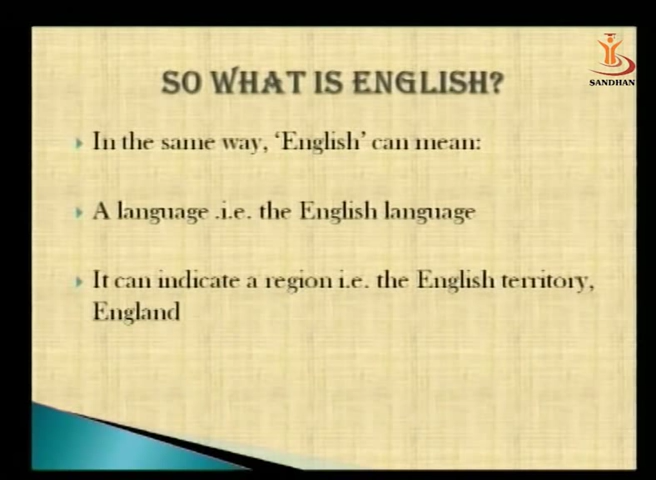 SANDHAN
SO WHAT IS ENGLISH?
In the same way, ‘English’ can mean:
A language .i.e. the English language
It can indicate a region i.e. the English territory,
England